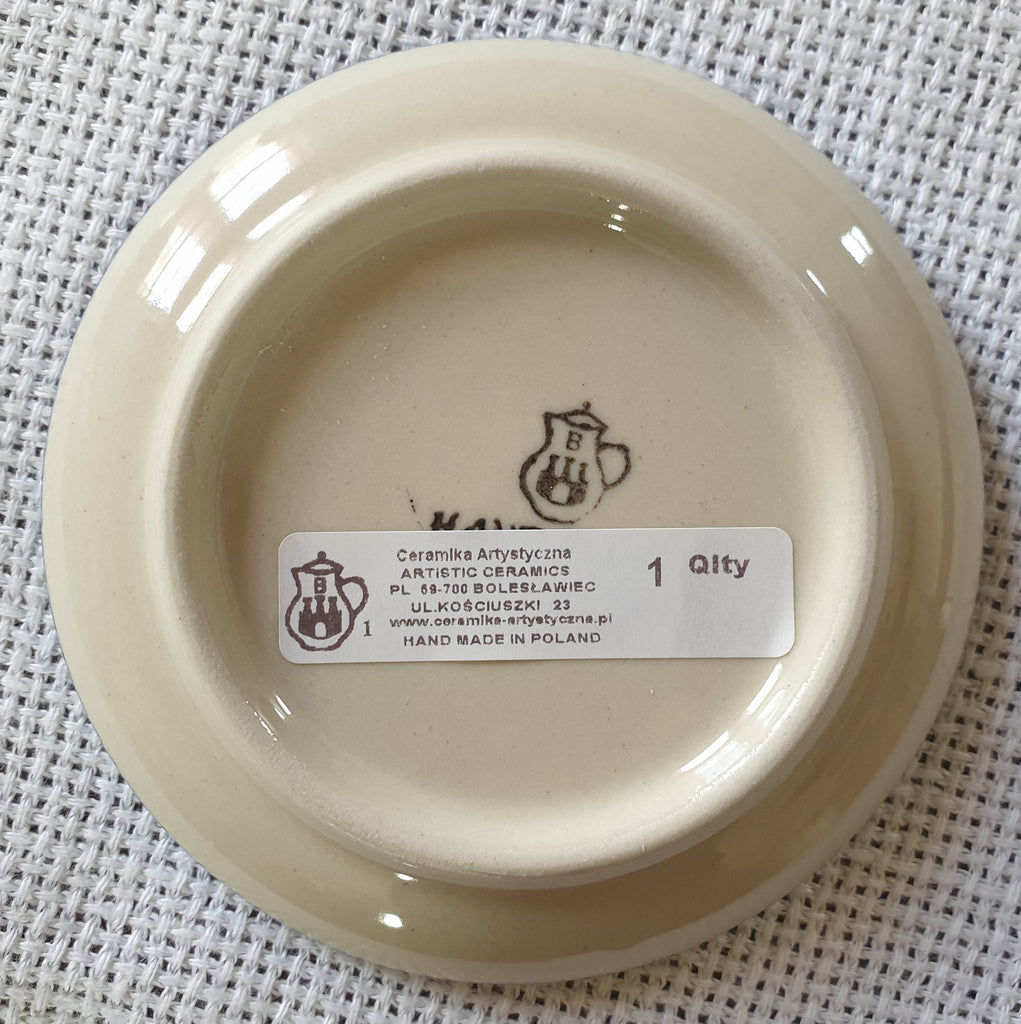 B
Ceramika Artystyczna
ARTISTIC CERAMICS
PL 59-700 BOLESŁAWIEC
UL.KOŚCIUSZKI 23
www.ceramika-artystyczna.pl
HAND MADE IN POLAND
B
1
1 Qlty